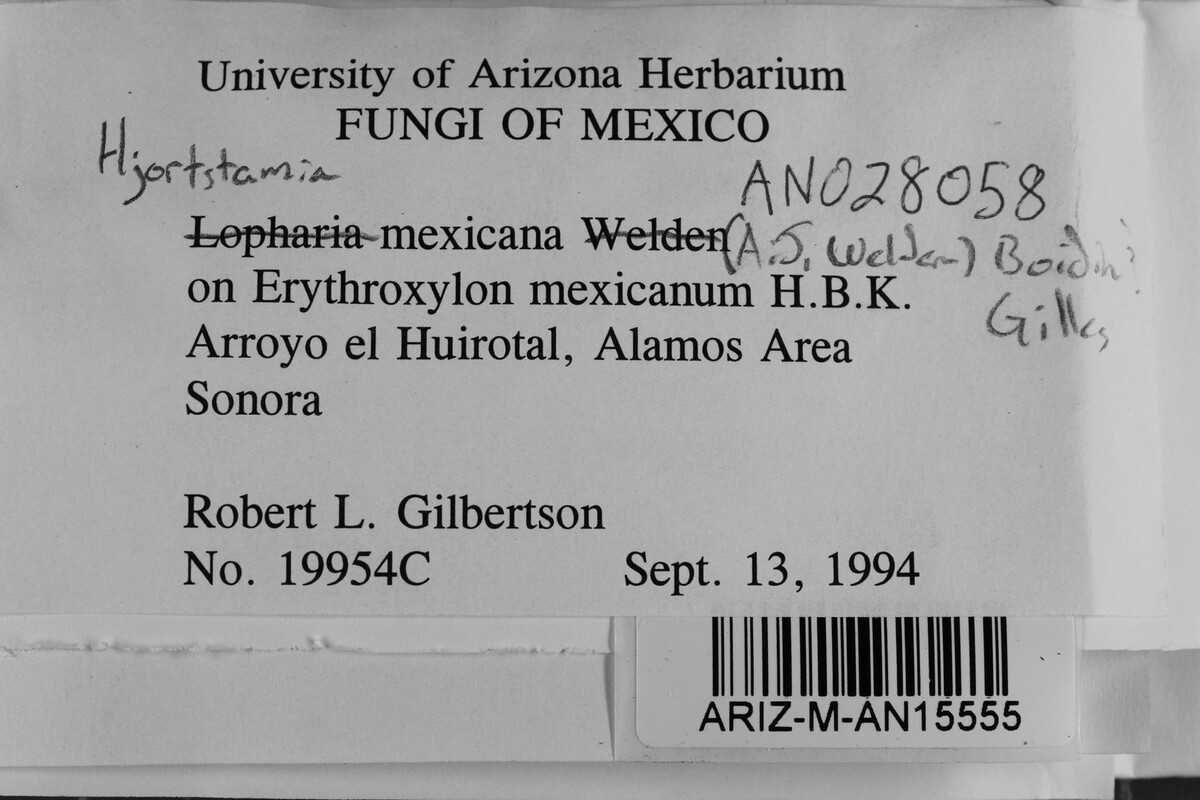 University of Arizona Herbarium
FUNGI OF MEXICO
Hjortstamia
AN028058
Lopharia mexicana Welden (A.J. Welden) Boidin &
Gilles
on Erythroxylon mexicanum H.B.K.
Arroyo el Huirotal, Alamos Area
Sonora
Robert L. Gilbertson
No. 19954C Sept. 13, 1994
ARIZ-M-AN15555